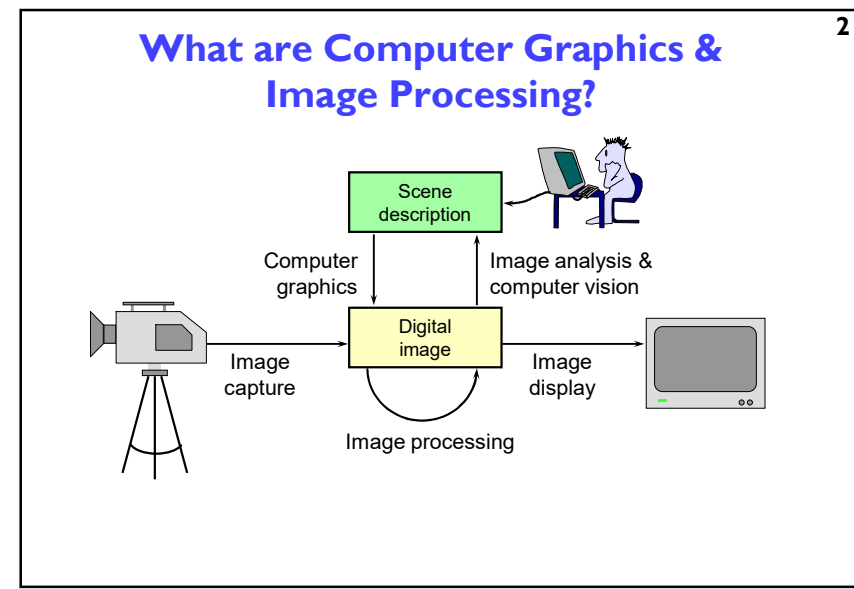 2
What are Computer Graphics &
Image Processing?
Scene
description
Computer
graphics
Image analysis &
computer vision
Digital
image
Image
capture
Image
display
Image processing